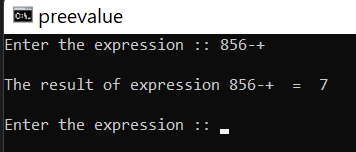 preevalue
Enter the expression :: 856-+
The result of expression 856-+  =  7
Enter the expression ::